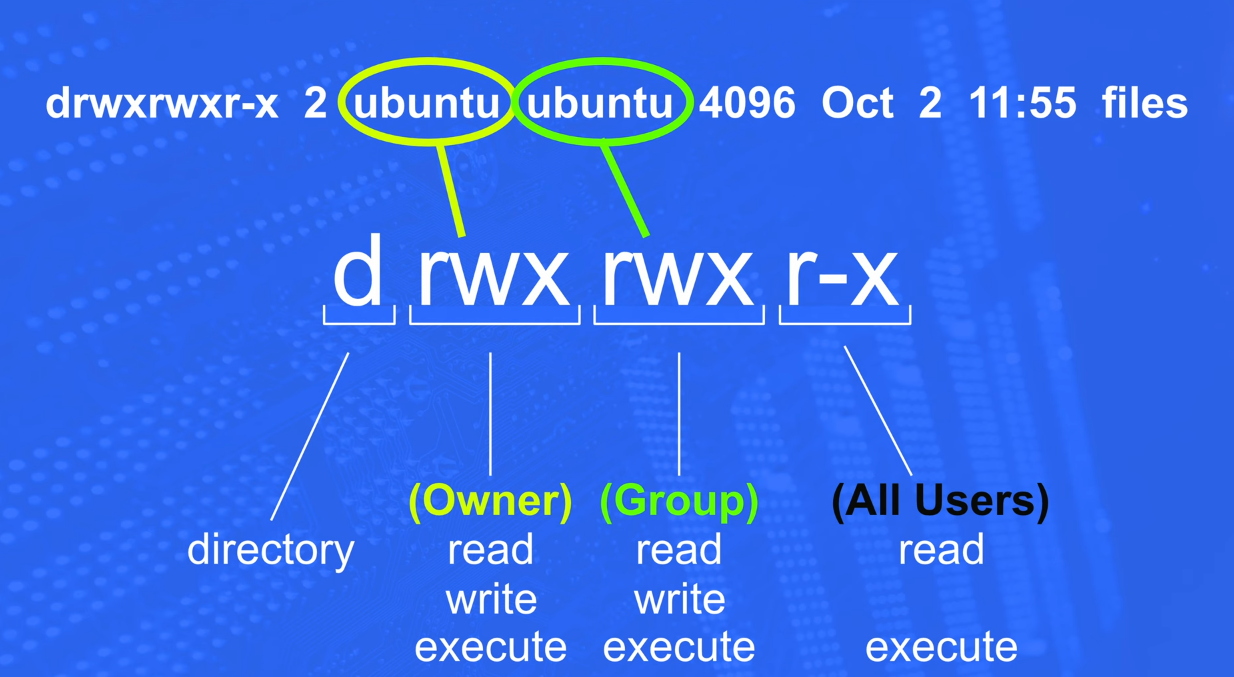 drwxrwxr-x 2 ubuntu ubuntu 4096 Oct 2 11:55 files
d rwx rwx r-x
(Owner) (Group) (All Users)
directory read read read
write write
execute execute execute